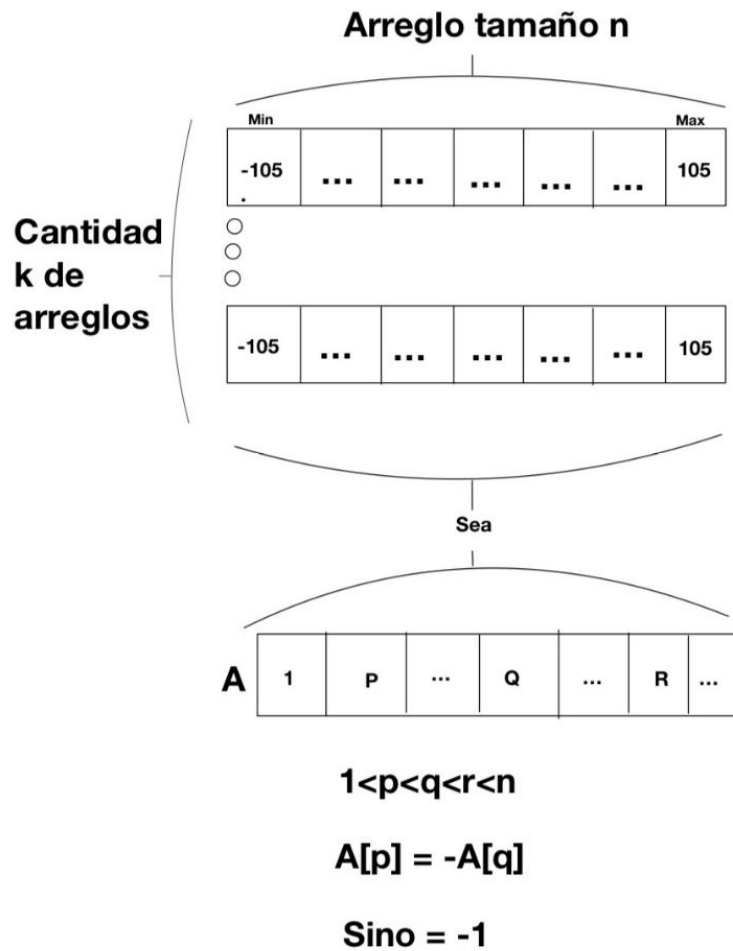 Arreglo tamaño n
Min Max
-105 ... ... ... ... ... 105
Cantidad
k de
arreglos
-105 ... ... ... ... ... 105
Sea
A 1 P ... Q ... R ...
1<p<q<r<n
A[p] = -A[q]
Sino = -1